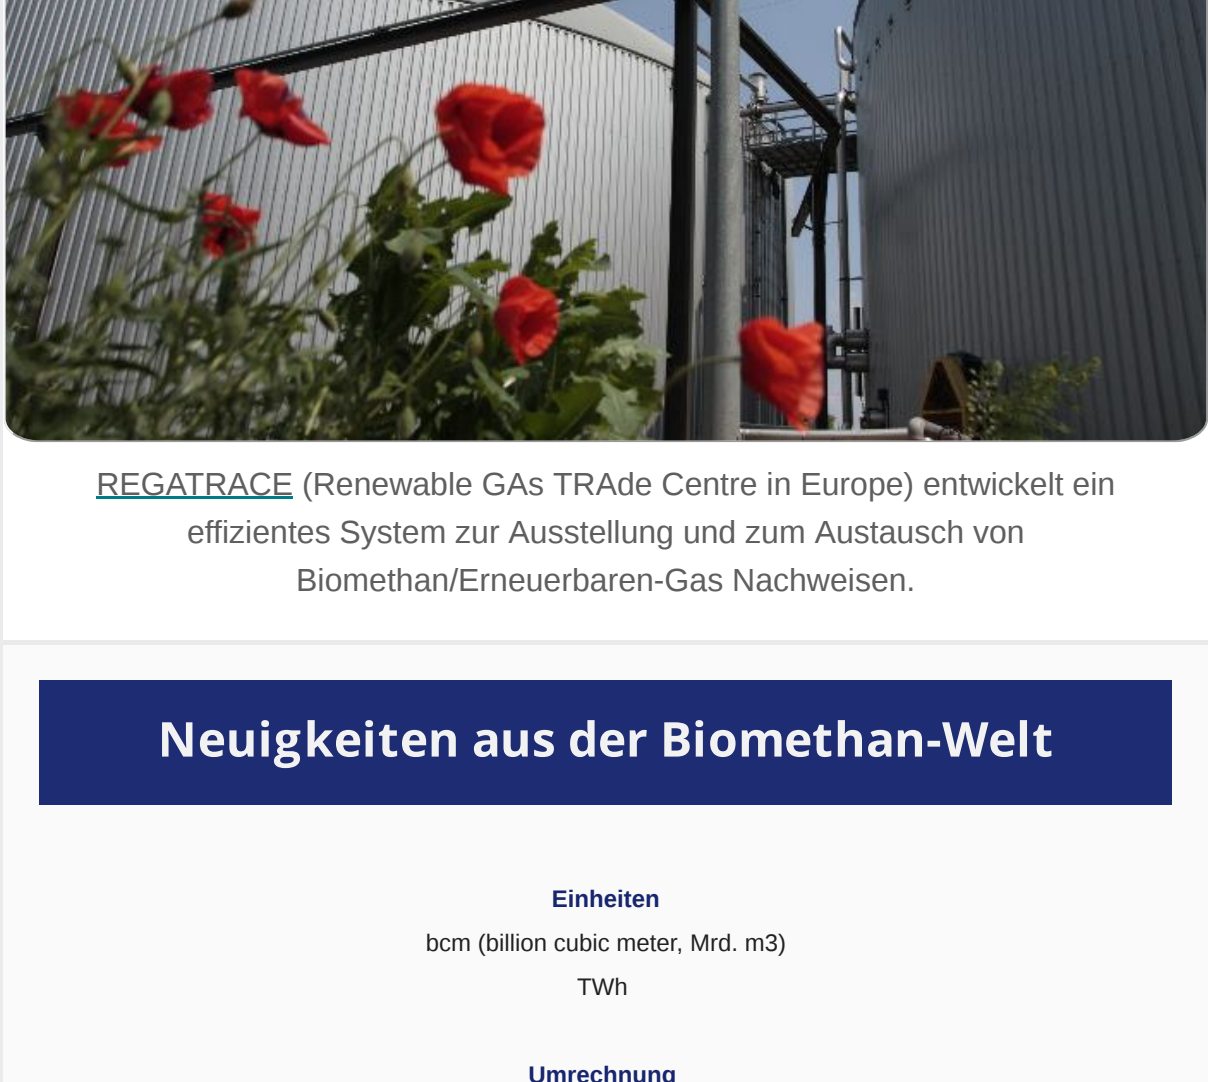 REGATRACE (Renewable GAs TRAde Centre in Europe) entwickelt ein
effizientes System zur Ausstellung und zum Austausch von
Biomethan/Erneuerbaren-Gas Nachweisen.
Neuigkeiten aus der Biomethan-Welt
Einheiten
bcm (billion cubic meter, Mrd. m3)
TWh
Umrechnung